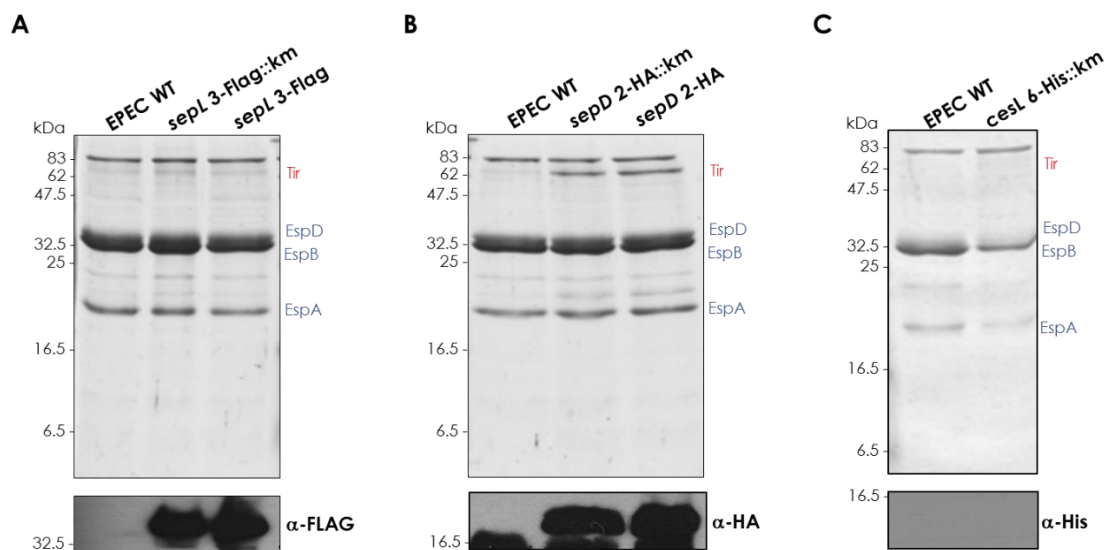 A
EPEC WT
sepL 3-Flag::km
sepL 3-Flag
kDa
83
62
47.5
32.5
25
16.5
6.5
Tir
EspD
EspB
EspA
32.5
α-FLAG
B
EPEC WT
sepD 2-HA::km
sepD 2-HA
kDa
83
62
47.5
32.5
25
16.5
6.5
Tir
EspD
EspB
EspA
16.5
α-HA
C
EPEC WT
cesL 6-His::km
kDa
83
62
47.5
32.5
25
16.5
6.5
Tir
EspD
EspB
EspA
16.5
α-His